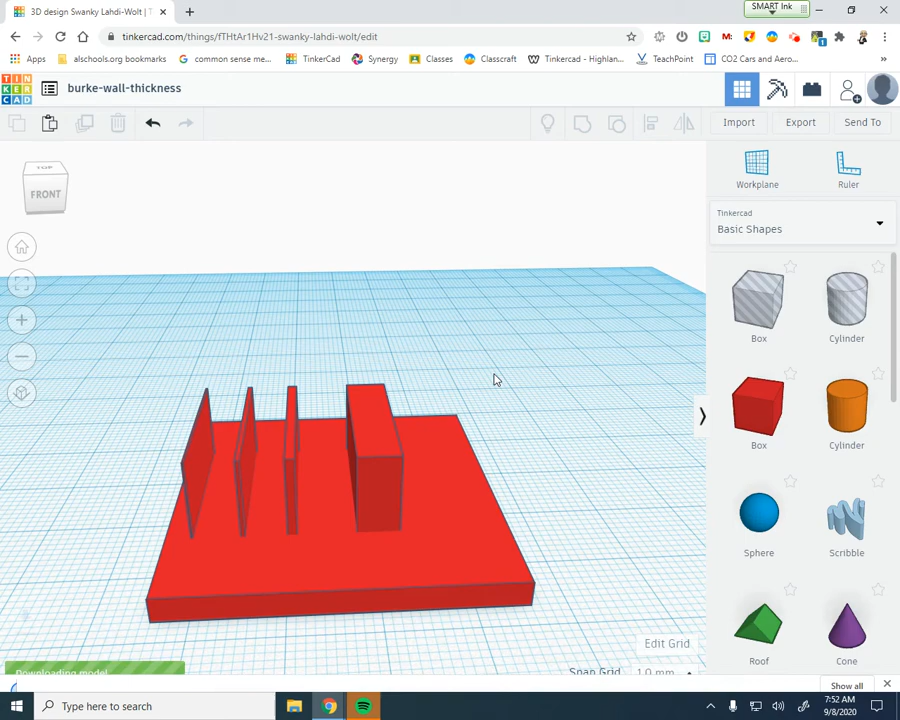 SMART Ink
3D design Swanky Lahdi-Wolt | T
tinkercad.com/things/fTHtAr1Hv21-swanky-lahdi-wolt/edit
Apps
alschools.org bookmarks
common sense me...
TinkerCad
Synergy
Classes
Classcraft
Tinkercad - Highlan...
TeachPoint
CO2 Cars and Aero...
TIN
KER
CAD
burke-wall-thickness
Import
Export
Send To
TOP
FRONT
Workplane
Ruler
Tinkercad
Basic Shapes
Box
Cylinder
Box
Cylinder
Sphere
Scribble
Roof
Cone
Edit Grid
Snap Grid
1.0 mm
Downloading model
Show all
Type here to search
7:52 AM
9/8/2020